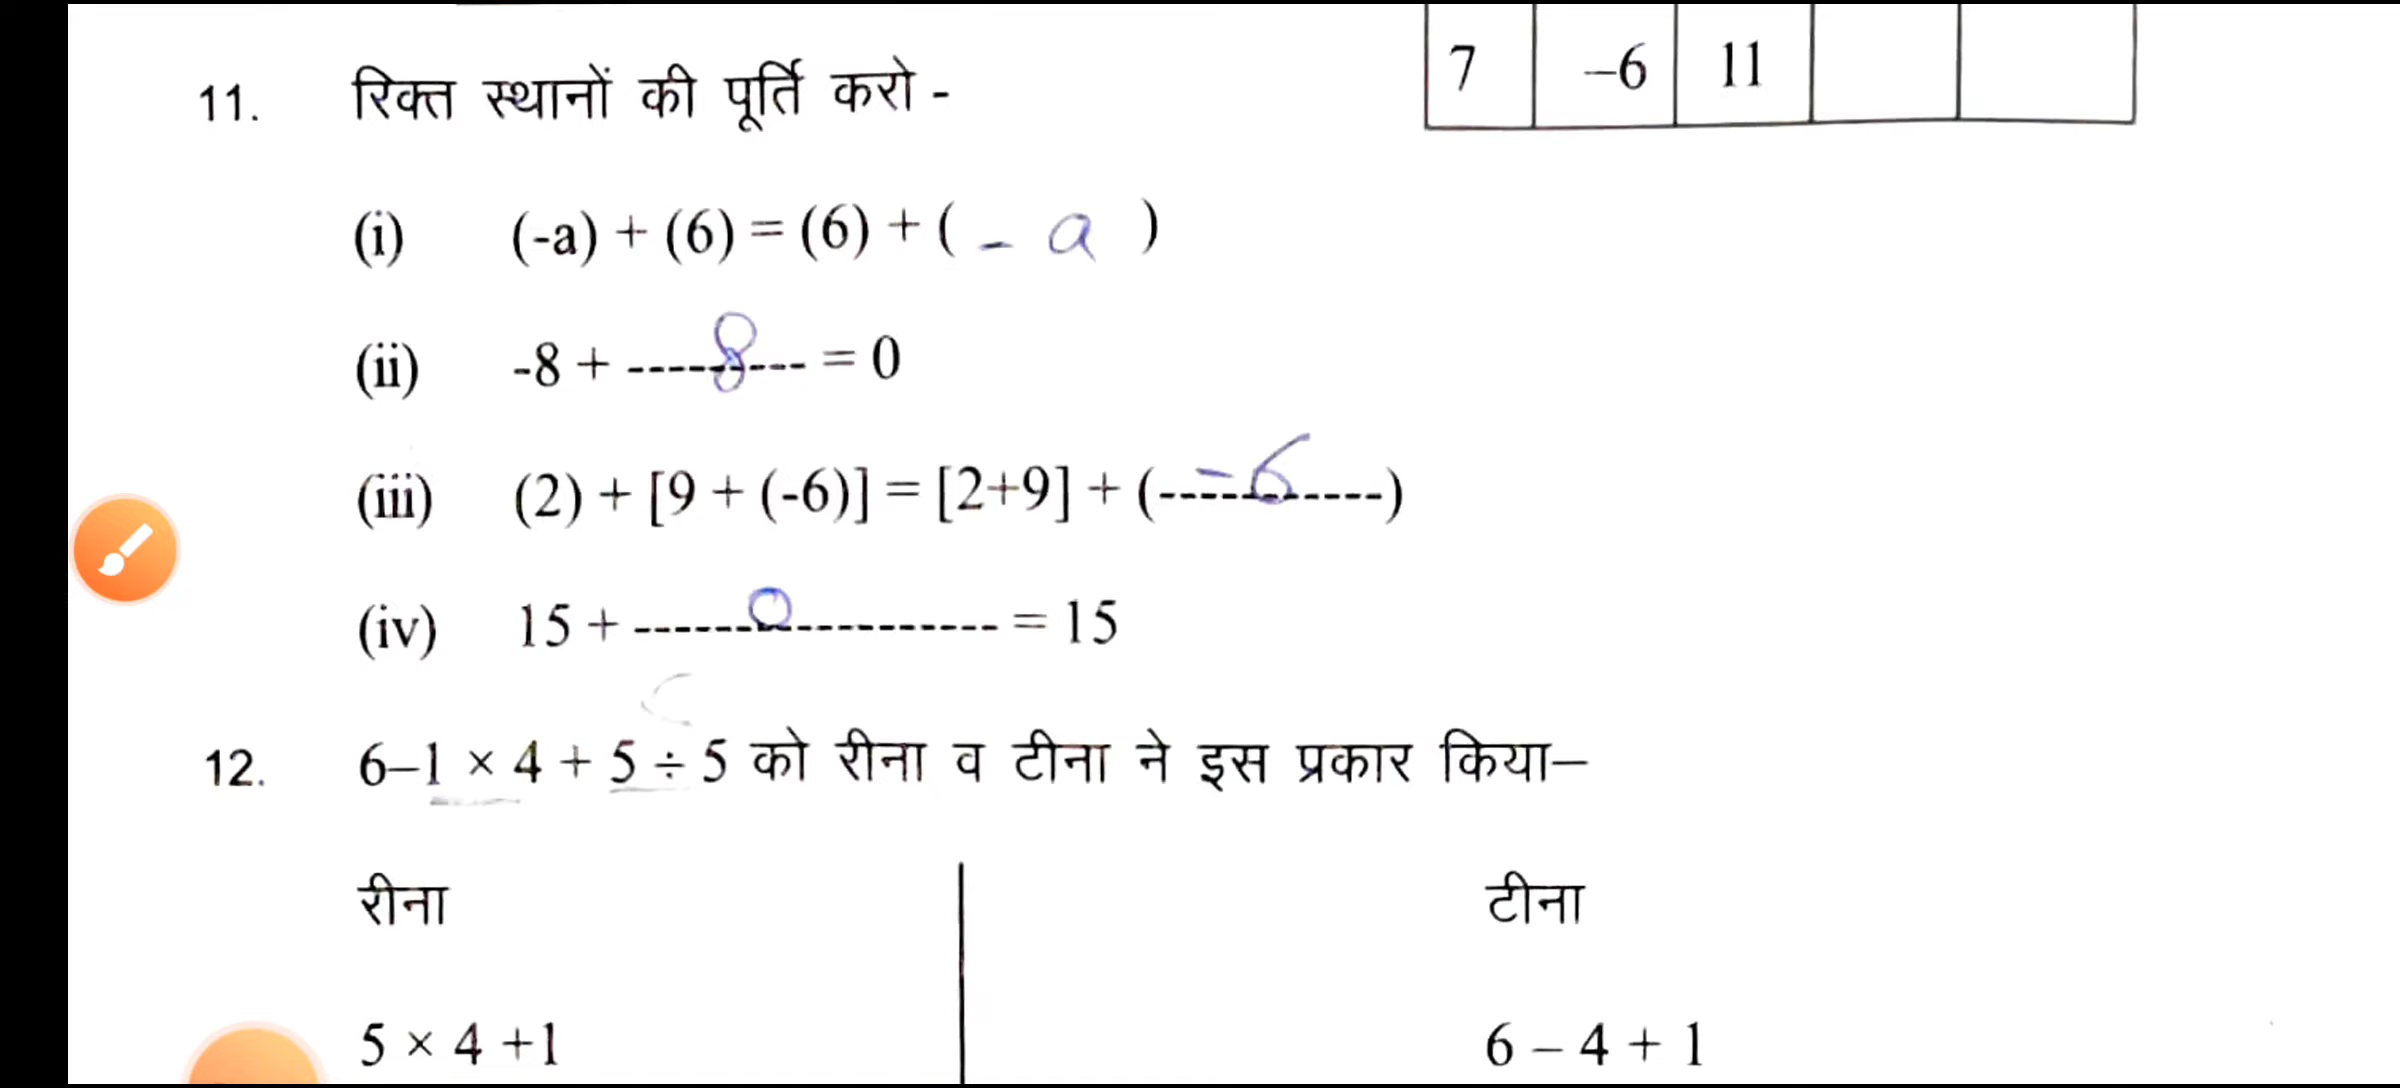 7 –6 11
11. रिक्त स्थानों की पूर्ति करो -
(i) (-a) + (6) = (6) + ( - a )
(ii) -8 + ----8---- = 0
(iii) (2) + [9 + (-6)] = [2+9] + (-----6-----)
(iv) 15 + ------0---------- = 15
12. 6–1 × 4 + 5 ÷ 5 को रीना व टीना ने इस प्रकार किया–
रीना टीना
5 × 4 +1 6 – 4 + 1